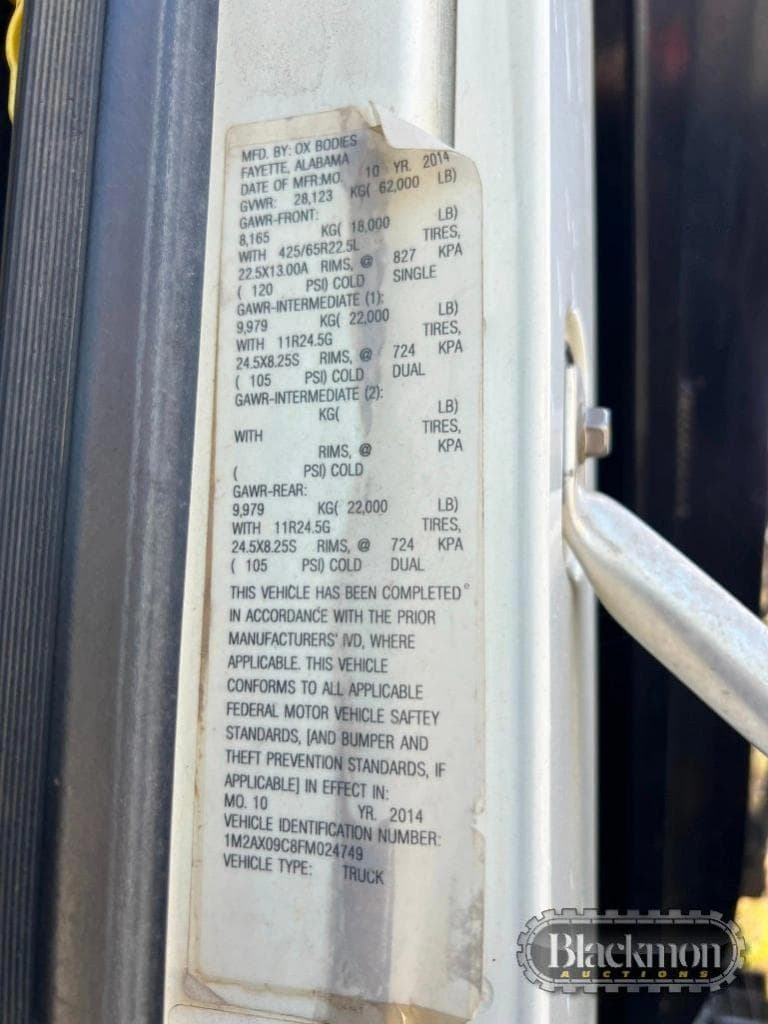 MFD. BY: OX BODIES
FAYETTE, ALABAMA
DATE OF MFR:MO. 10 YR. 2014
GVWR: 28,123 KG( 62,000 LB)
GAWR-FRONT:
8,165 KG( 18,000 LB)
WITH 425/65R22.5L TIRES,
22.5X13.00A RIMS, @ 827 KPA
( 120 PSI) COLD SINGLE
GAWR-INTERMEDIATE (1):
9,979 KG( 22,000 LB)
WITH 11R24.5G TIRES,
24.5X8.25S RIMS, @ 724 KPA
( 105 PSI) COLD DUAL
GAWR-INTERMEDIATE (2):
KG( LB)
WITH TIRES,
RIMS, @ KPA
( PSI) COLD
GAWR-REAR:
9,979 KG( 22,000 LB)
WITH 11R24.5G TIRES,
24.5X8.25S RIMS, @ 724 KPA
( 105 PSI) COLD DUAL
THIS VEHICLE HAS BEEN COMPLETED
IN ACCORDANCE WITH THE PRIOR
MANUFACTURERS' IVD, WHERE
APPLICABLE. THIS VEHICLE
CONFORMS TO ALL APPLICABLE
FEDERAL MOTOR VEHICLE SAFTEY
STANDARDS, [AND BUMPER AND
THEFT PREVENTION STANDARDS, IF
APPLICABLE] IN EFFECT IN:
MO. 10 YR. 2014
VEHICLE IDENTIFICATION NUMBER:
1M2AX09C8FM024749
VEHICLE TYPE: TRUCK
Blackmon
AUCTIONS